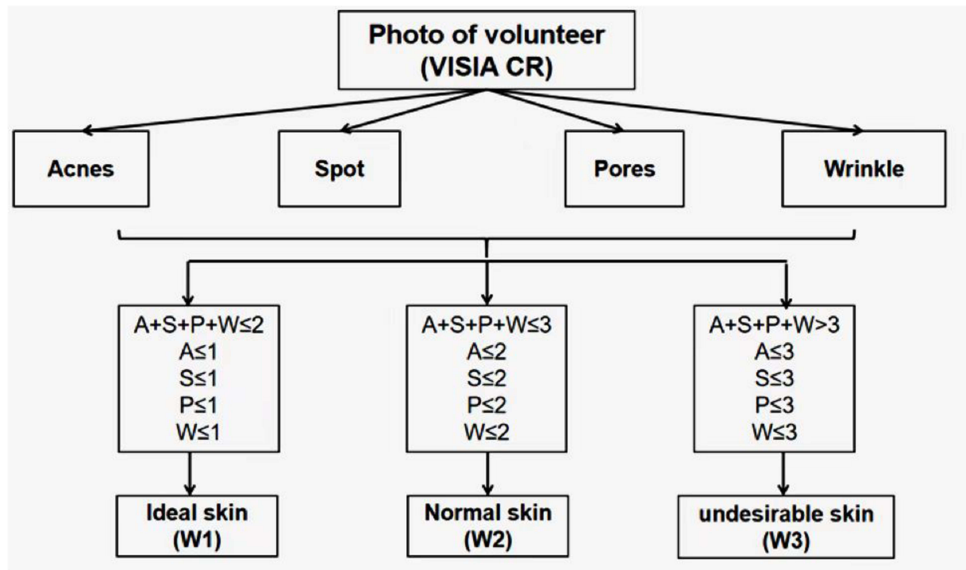 Photo of volunteer
(VISIA CR)
Acnes
Spot
Pores
Wrinkle
A+S+P+W≤2
A≤1
S≤1
P≤1
W≤1
A+S+P+W≤3
A≤2
S≤2
P≤2
W≤2
A+S+P+W>3
A≤3
S≤3
P≤3
W≤3
Ideal skin
(W1)
Normal skin
(W2)
undesirable skin
(W3)